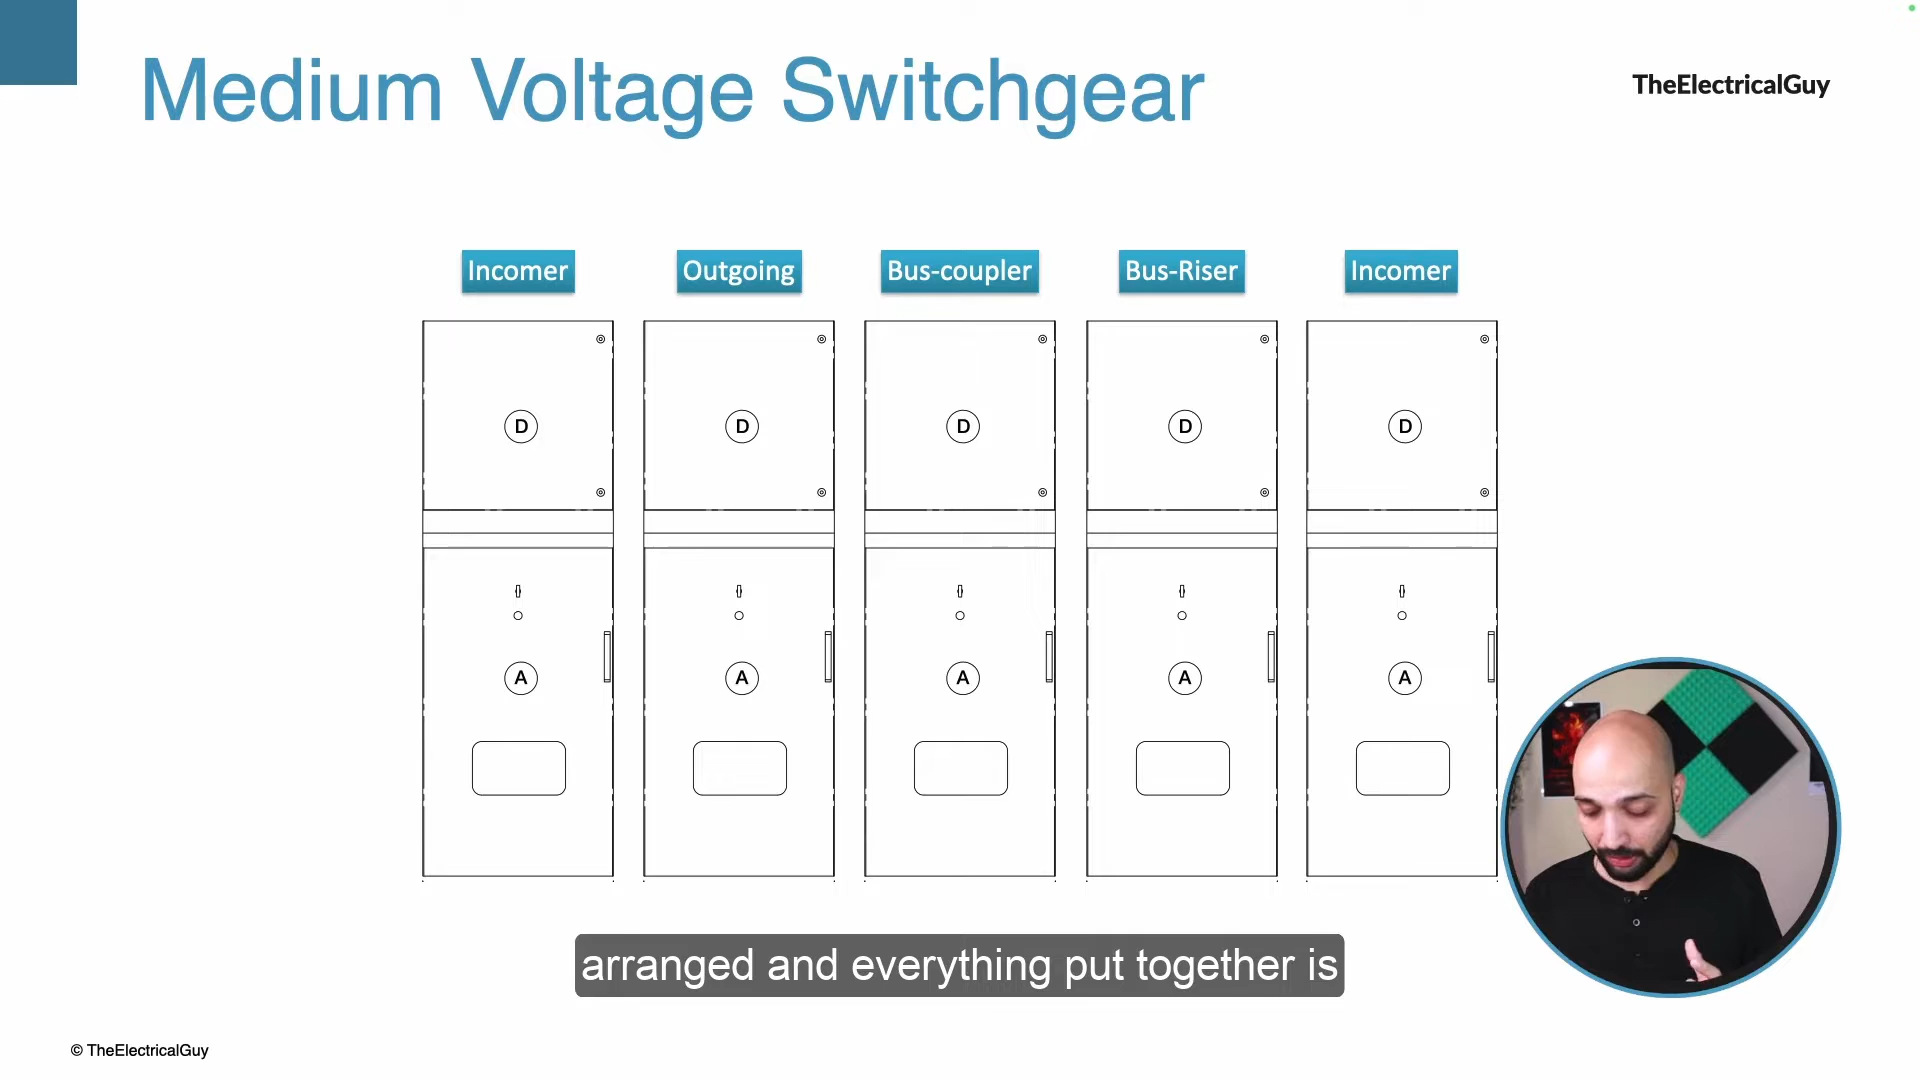 Medium Voltage Switchgear
TheElectricalGuy
Incomer
Outgoing
Bus-coupler
Bus-Riser
Incomer
D
D
D
D
D
A
A
A
A
A
arranged and everything put together is
© TheElectricalGuy